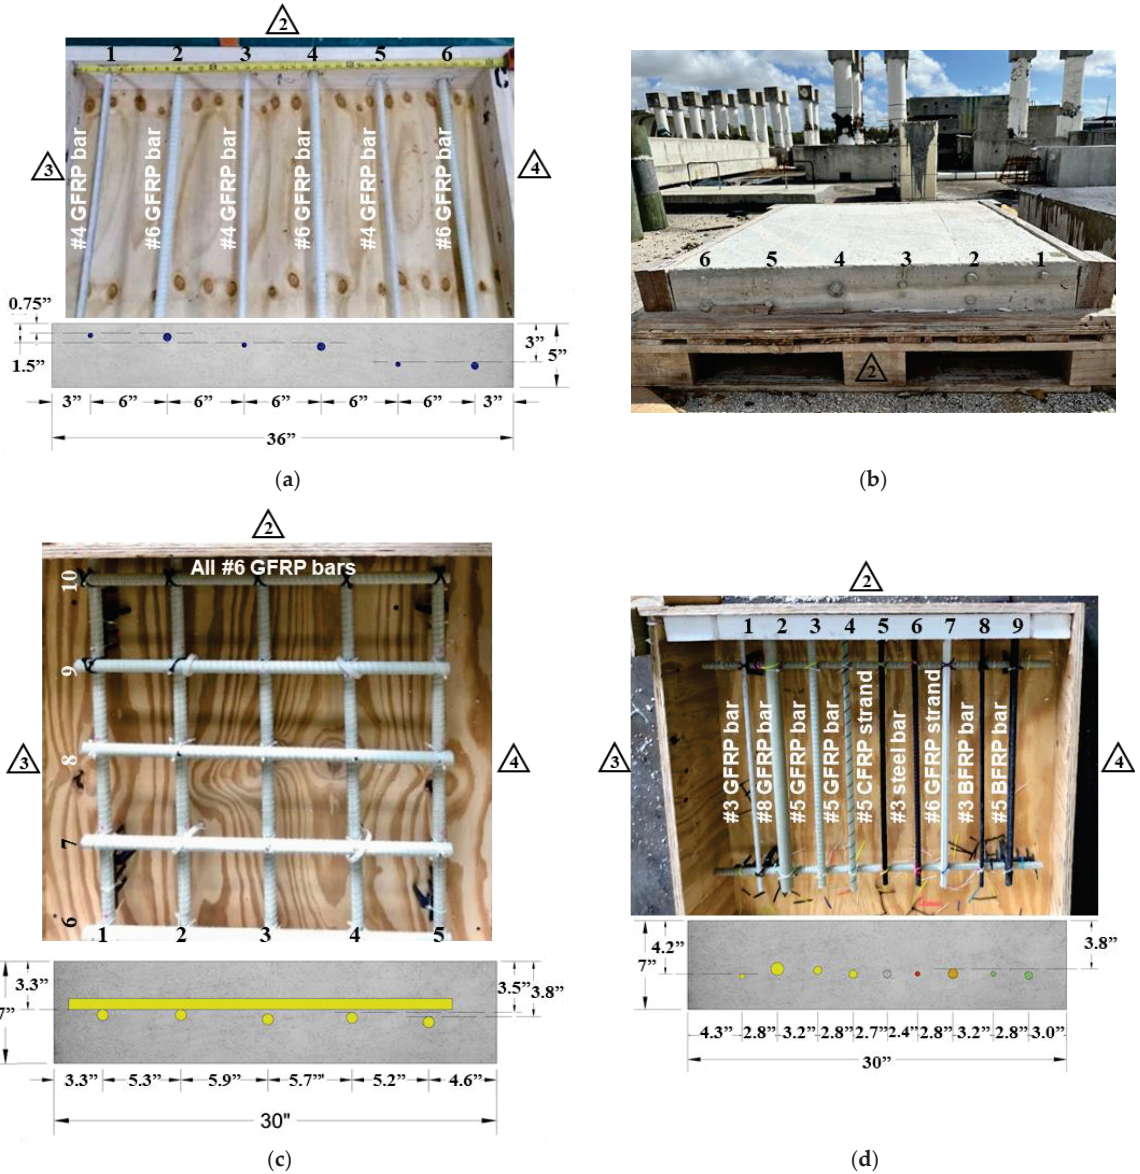 2
1 2 3 4 5 6
3
#4 GFRP bar
#6 GFRP bar
#4 GFRP bar
#6 GFRP bar
#4 GFRP bar
#6 GFRP bar
4
0.75”
1.5”
3”
5”
3” 6” 6” 6” 6” 6” 3”
36”
(a)
6 5 4 3 2 1
2
(b)
2
All #6 GFRP bars
10
9
8
7
6
3
4
1 2 3 4 5
3.3”
7”
3.5”
3.8”
3.3” 5.3” 5.9” 5.7” 5.2” 4.6”
30"
(c)
2
1 2 3 4 5 6 7 8 9
3
#3 GFRP bar
#8 GFRP bar
#5 GFRP bar
#5 GFRP bar
#5 CFRP strand
#3 steel bar
#6 GFRP strand
#3 BFRP bar
#5 BFRP bar
4
4.2”
7”
3.8”
4.3” 2.8” 3.2” 2.8” 2.7” 2.4” 2.8” 3.2” 2.8” 3.0”
30”
(d)